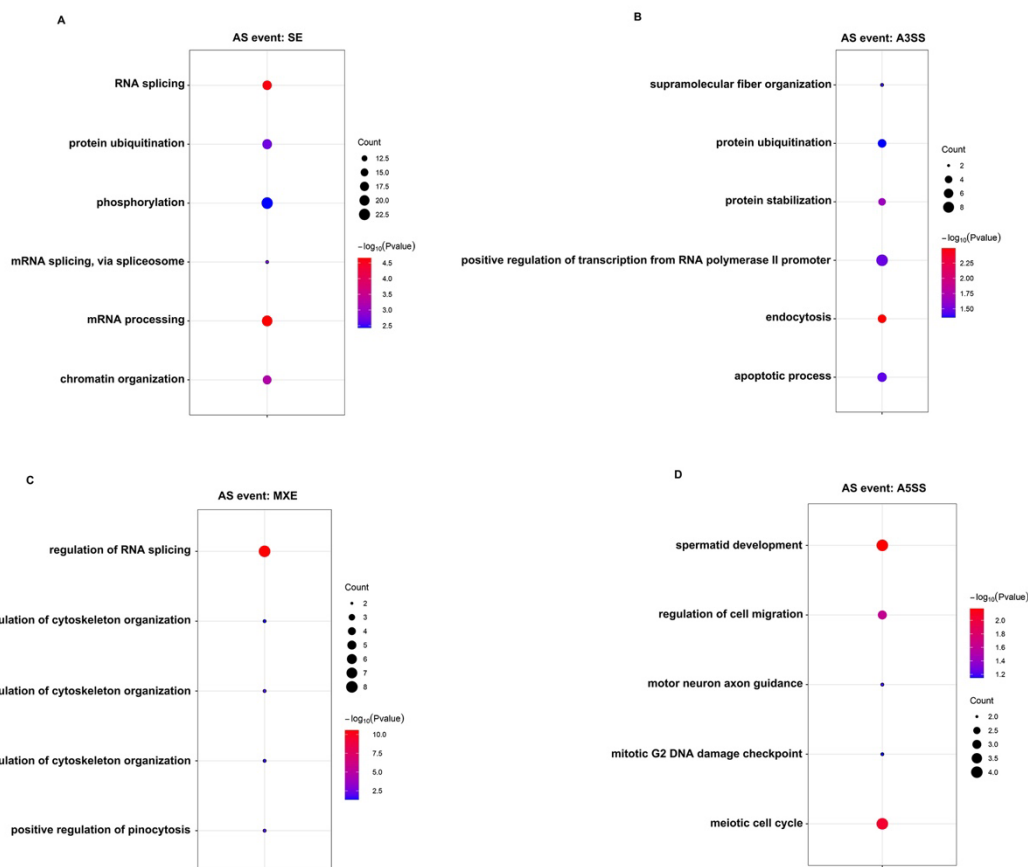 A
AS event: SE
RNA splicing
protein ubiquitination
phosphorylation
mRNA splicing, via spliceosome
mRNA processing
chromatin organization
Count
12.5
15.0
17.5
20.0
22.5
−log10(Pvalue)
4.5
4.0
3.5
3.0
2.5
B
AS event: A3SS
supramolecular fiber organization
protein ubiquitination
protein stabilization
positive regulation of transcription from RNA polymerase II promoter
endocytosis
apoptotic process
Count
2
4
6
8
−log10(Pvalue)
2.25
2.00
1.75
1.50
C
AS event: MXE
regulation of RNA splicing
ulation of cytoskeleton organization
ulation of cytoskeleton organization
ulation of cytoskeleton organization
positive regulation of pinocytosis
Count
2
3
4
5
6
7
8
−log10(Pvalue)
10.0
7.5
5.0
2.5
D
AS event: A5SS
spermatid development
regulation of cell migration
motor neuron axon guidance
mitotic G2 DNA damage checkpoint
meiotic cell cycle
−log10(Pvalue)
2.0
1.8
1.6
1.4
1.2
Count
2.0
2.5
3.0
3.5
4.0